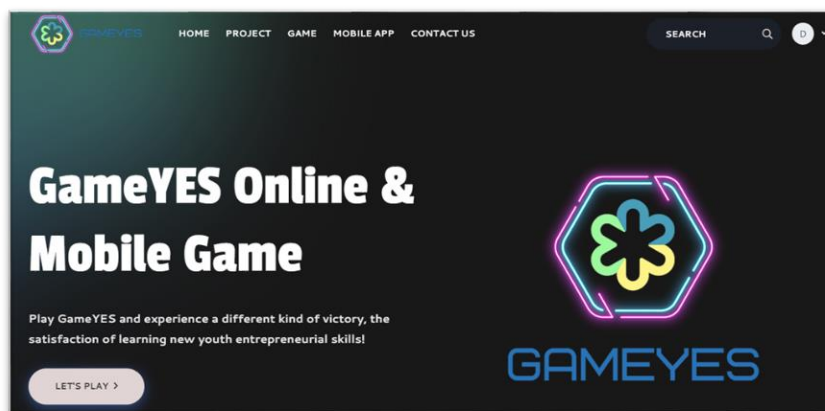 GAMEYES HOME PROJECT GAME MOBILE APP CONTACT US SEARCH D
GameYES Online &
Mobile Game
Play GameYES and experience a different kind of victory, the
satisfaction of learning new youth entrepreneurial skills!
LET'S PLAY >
GAMEYES